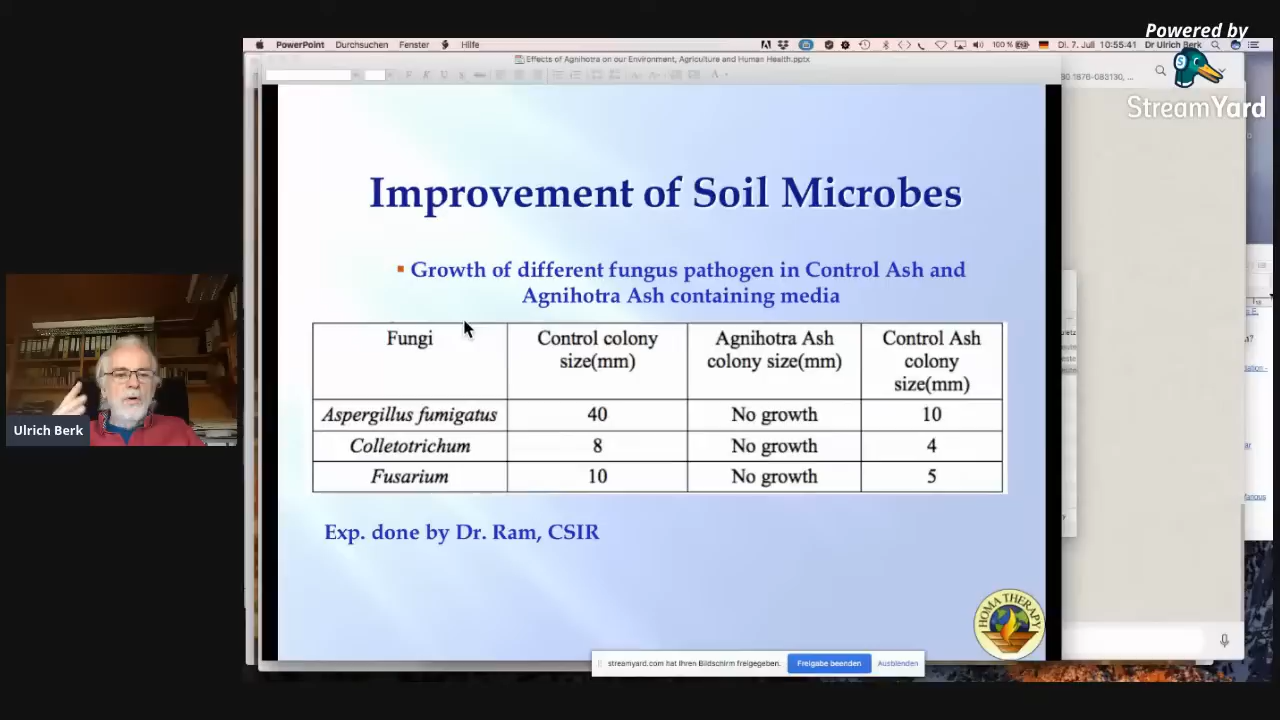 Powered by
StreamYard
PowerPoint Durchsuchen Fenster Hilfe
100 % Di. 7. Juli 10:55:41 Dr Ulrich Berk
Effects of Agnihotra on our Environment, Agriculture and Human Health.pptx
Improvement of Soil Microbes
Growth of different fungus pathogen in Control Ash and
Agnihotra Ash containing media
Fungi
Control colony
size(mm)
Agnihotra Ash
colony size(mm)
Control Ash
colony
size(mm)
Aspergillus fumigatus 40 No growth 10
Colletotrichum 8 No growth 4
Fusarium 10 No growth 5
Exp. done by Dr. Ram, CSIR
HOMA THERAPY
Ulrich Berk
streamyard.com hat Ihren Bildschirm freigegeben. Freigabe beenden Ausblenden